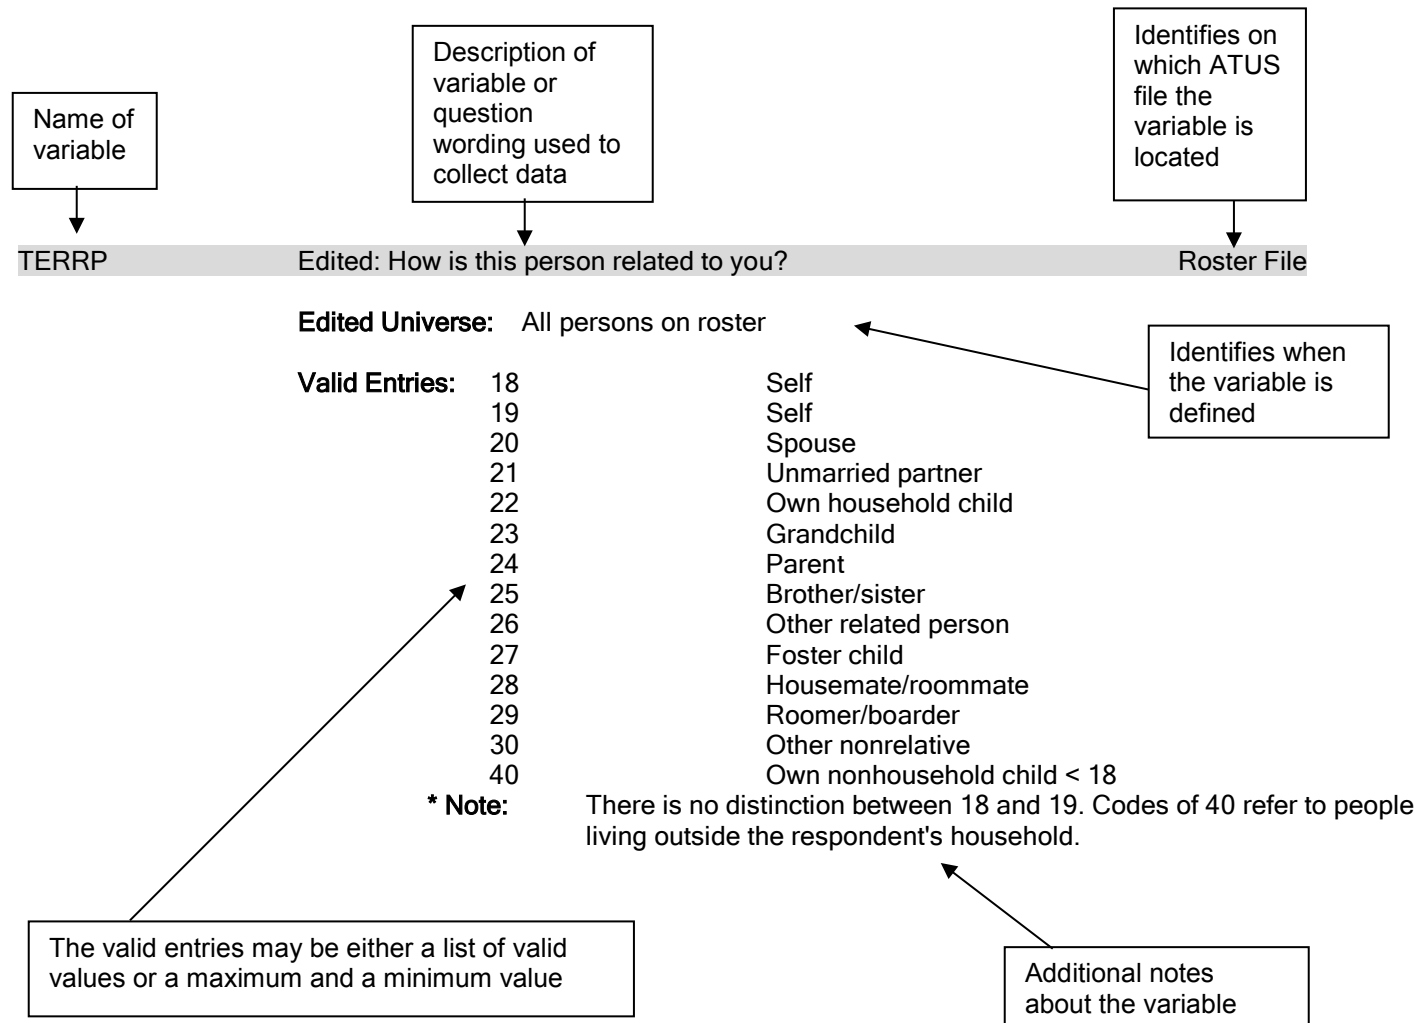 Name of
variable
Description of
variable or
question
wording used to
collect data
Identifies on
which ATUS
file the
variable is
located
TERRP Edited: How is this person related to you? Roster File
Edited Universe: All persons on roster
Identifies when
the variable is
defined
Valid Entries: 18 Self
19 Self
20 Spouse
21 Unmarried partner
22 Own household child
23 Grandchild
24 Parent
25 Brother/sister
26 Other related person
27 Foster child
28 Housemate/roommate
29 Roomer/boarder
30 Other nonrelative
40 Own nonhousehold child < 18
* Note: There is no distinction between 18 and 19. Codes of 40 refer to people
living outside the respondent's household.
The valid entries may be either a list of valid
values or a maximum and a minimum value
Additional notes
about the variable